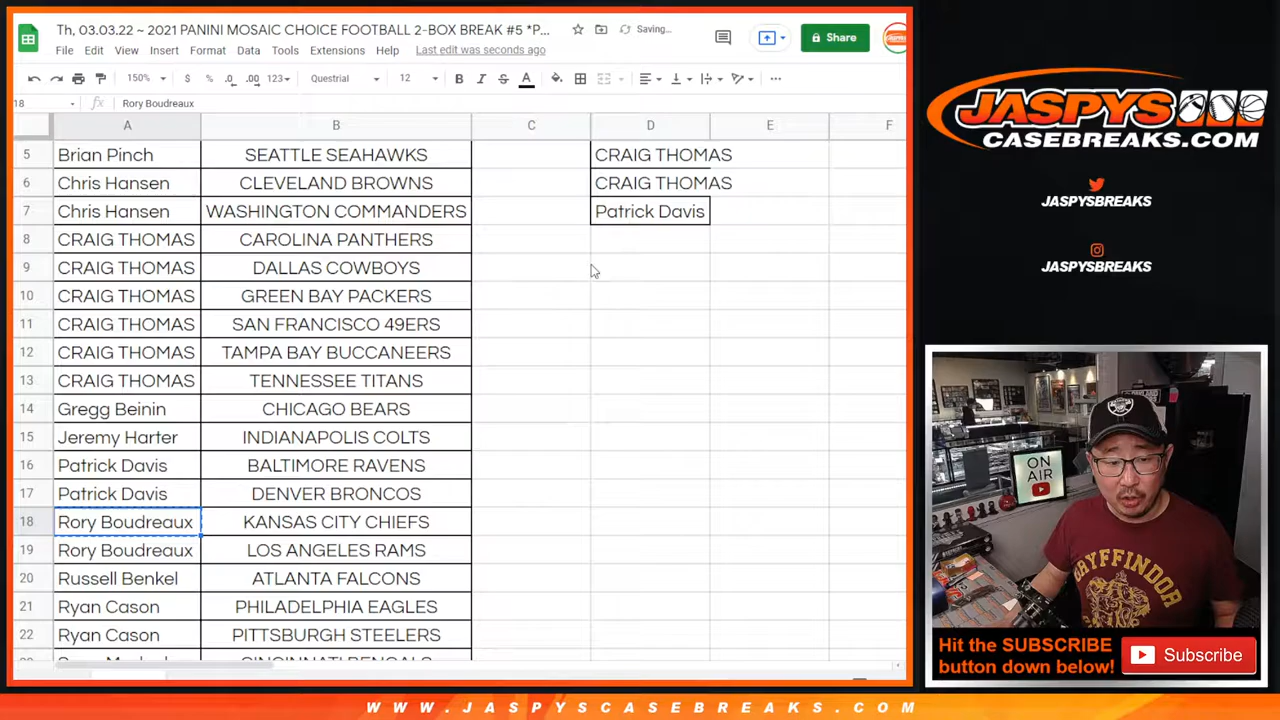 Th, 03.03.22 ~ 2021 PANINI MOSAIC CHOICE FOOTBALL 2-BOX BREAK #5 *P...
Saving...
Share
File Edit View Insert Format Data Tools Extensions Help Last edit was seconds ago
150% $ % .0 .00 123 Questrial 12 B I S A
18 fx Rory Boudreaux
A B C D E F
5 Brian Pinch SEATTLE SEAHAWKS CRAIG THOMAS
6 Chris Hansen CLEVELAND BROWNS CRAIG THOMAS
7 Chris Hansen WASHINGTON COMMANDERS Patrick Davis
8 CRAIG THOMAS CAROLINA PANTHERS
9 CRAIG THOMAS DALLAS COWBOYS
10 CRAIG THOMAS GREEN BAY PACKERS
11 CRAIG THOMAS SAN FRANCISCO 49ERS
12 CRAIG THOMAS TAMPA BAY BUCCANEERS
13 CRAIG THOMAS TENNESSEE TITANS
14 Gregg Beinin CHICAGO BEARS
15 Jeremy Harter INDIANAPOLIS COLTS
16 Patrick Davis BALTIMORE RAVENS
17 Patrick Davis DENVER BRONCOS
18 Rory Boudreaux KANSAS CITY CHIEFS
19 Rory Boudreaux LOS ANGELES RAMS
20 Russell Benkel ATLANTA FALCONS
21 Ryan Cason PHILADELPHIA EAGLES
22 Ryan Cason PITTSBURGH STEELERS
CINCINNATI BENGALS
JASPYS
CASEBREAKS.COM
JASPYSBREAKS
JASPYSBREAKS
ON
AIR
GRYFFINDOR
Hit the SUBSCRIBE
button down below!
Subscribe
WWW.JASPYSCASEBREAKS.COM